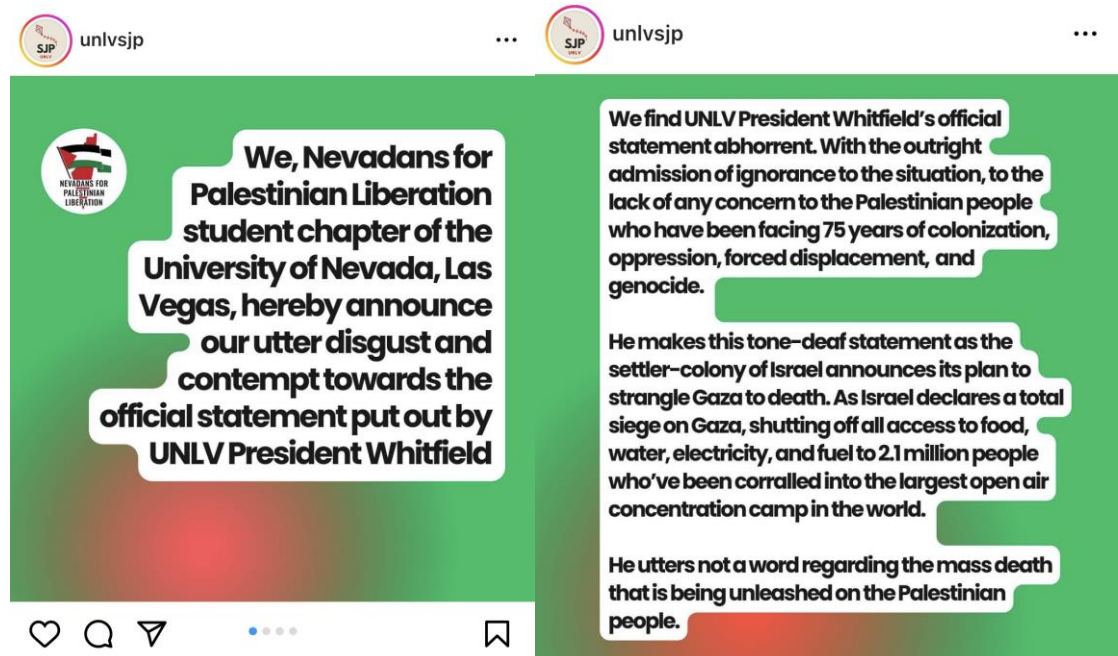 SJP
UNLV
unlvsjp
NEVADANS FOR
PALESTINIAN
LIBERATION
We, Nevadans for
Palestinian Liberation
student chapter of the
University of Nevada, Las
Vegas, hereby announce
our utter disgust and
contempt towards the
official statement put out by
UNLV President Whitfield
SJP
UNLV
unlvsjp
We find UNLV President Whitfield's official
statement abhorrent. With the outright
admission of ignorance to the situation, to the
lack of any concern to the Palestinian people
who have been facing 75 years of colonization,
oppression, forced displacement, and
genocide.
He makes this tone-deaf statement as the
settler-colony of Israel announces its plan to
strangle Gaza to death. As Israel declares a total
siege on Gaza, shutting off all access to food,
water, electricity, and fuel to 2.1 million people
who've been corralled into the largest open air
concentration camp in the world.
He utters not a word regarding the mass death
that is being unleashed on the Palestinian
people.